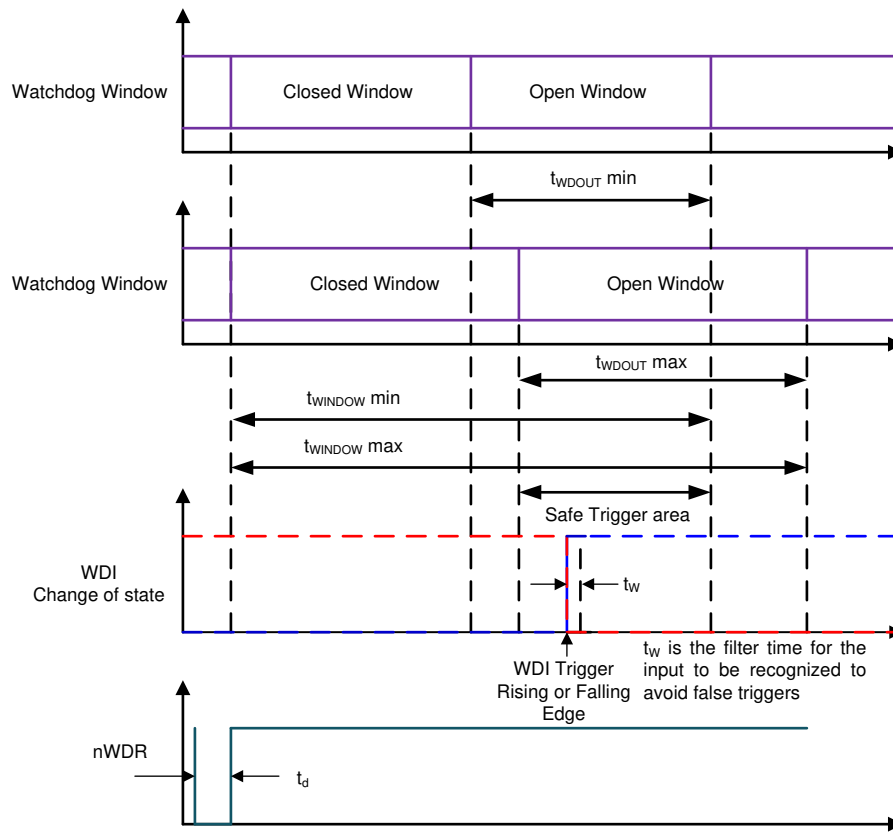 Watchdog Window
Closed Window
Open Window
tWDOUT min
Watchdog Window
Closed Window
Open Window
tWDOUT max
tWINDOW min
tWINDOW max
Safe Trigger area
WDI
Change of state
tW
WDI Trigger
Rising or Falling
Edge
tW is the filter time for the
input to be recognized to
avoid false triggers
nWDR
td